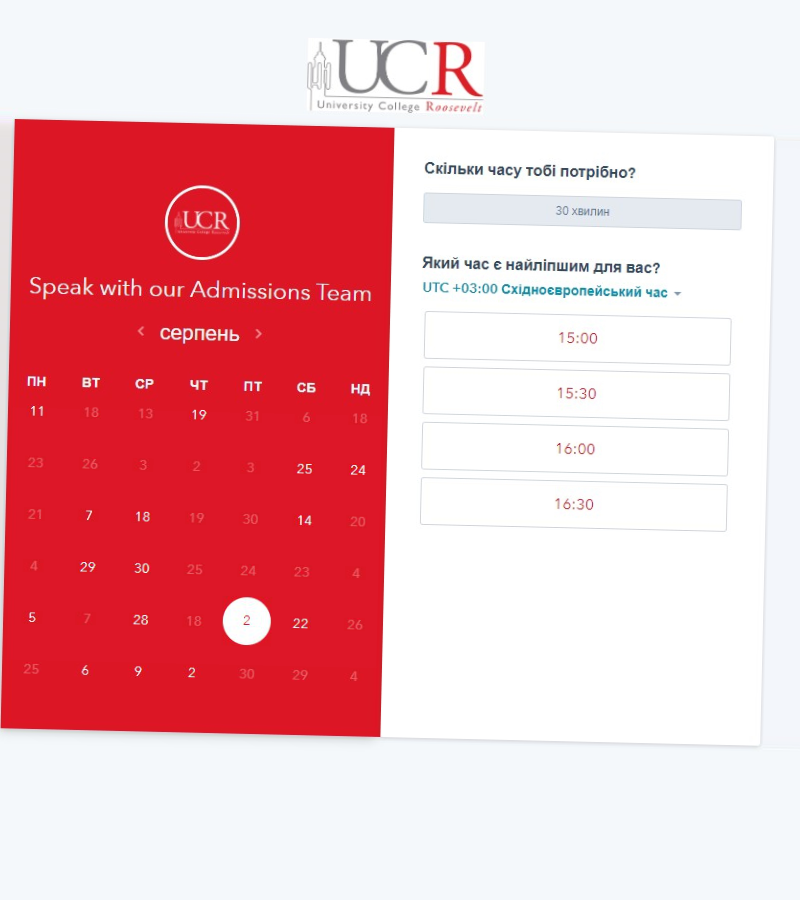 UCR
University College Roosevelt
UCR
University College Roosevelt
Speak with our Admissions Team
серпень
ПН ВТ СР ЧТ ПТ СБ НД
11 18 13 19 31 6 18
23 26 3 2 3 25 24
21 7 18 19 30 14 20
4 29 30 25 24 23 4
5 7 28 18 2 22 26
25 6 9 2 30 29 4
Скільки часу тобі потрібно?
30 хвилин
Який час є найліпшим для вас?
UTC +03:00 Східноєвропейський час
15:00
15:30
16:00
16:30